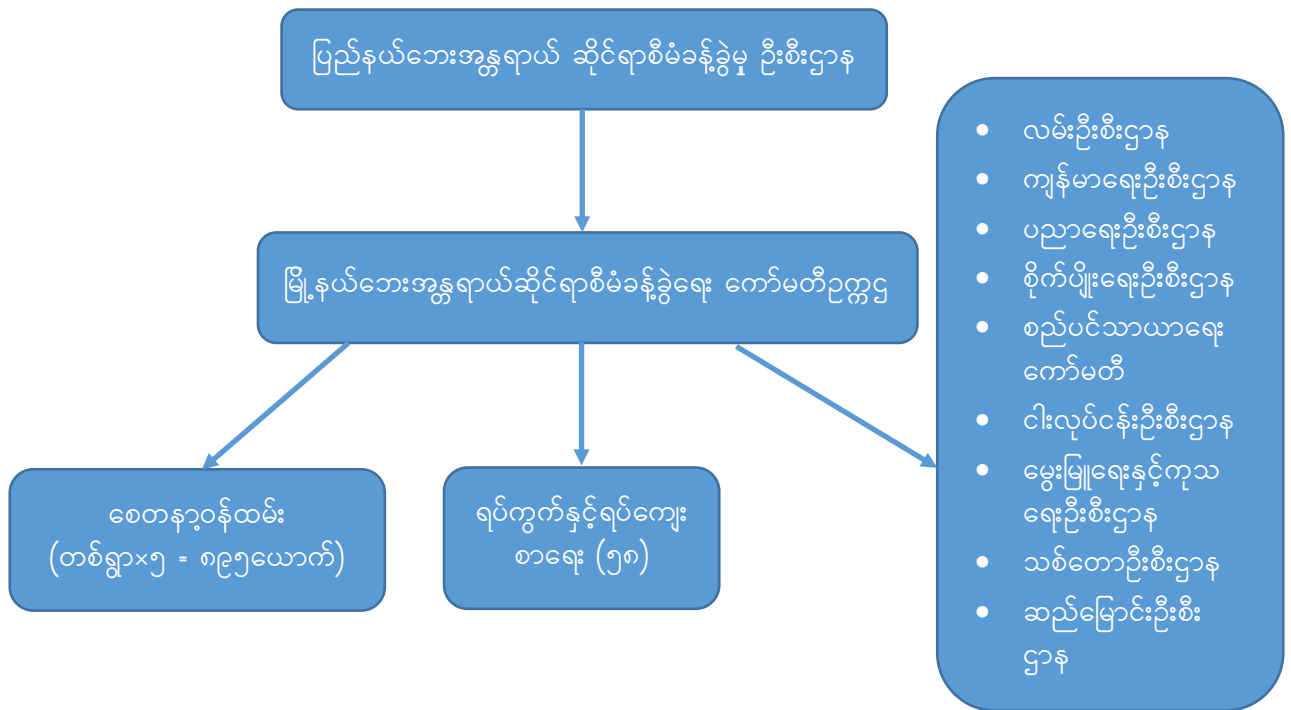 ပြည်နယ်ဘေးအန္တရာယ် ဆိုင်ရာစီမံခန့်ခွဲမှု ဦးစီးဌာန
မြို့နယ်ဘေးအန္တရာယ်ဆိုင်ရာစီမံခန့်ခွဲရေး ကော်မတီဥက္ကဌ
စေတနာ့ဝန်ထမ်း
(တစ်ရွာ×၅ = ၈၉၅ယောက်)
ရပ်ကွက်နှင့်ရပ်ကျေး
စာရေး (၅၈)
• လမ်းဦးစီးဌာန
• ကျန်မာရေးဦးစီးဌာန
• ပညာရေးဦးစီးဌာန
• စိုက်ပျိုးရေးဦးစီးဌာန
• စည်ပင်သာယာရေး
ကော်မတီ
• ငါးလုပ်ငန်းဦးစီးဌာန
• မွေးမြူရေးနှင့်ကုသ
ရေးဦးစီးဌာန
• သစ်တောဦးစီးဌာန
• ဆည်မြောင်းဦးစီး
ဌာန